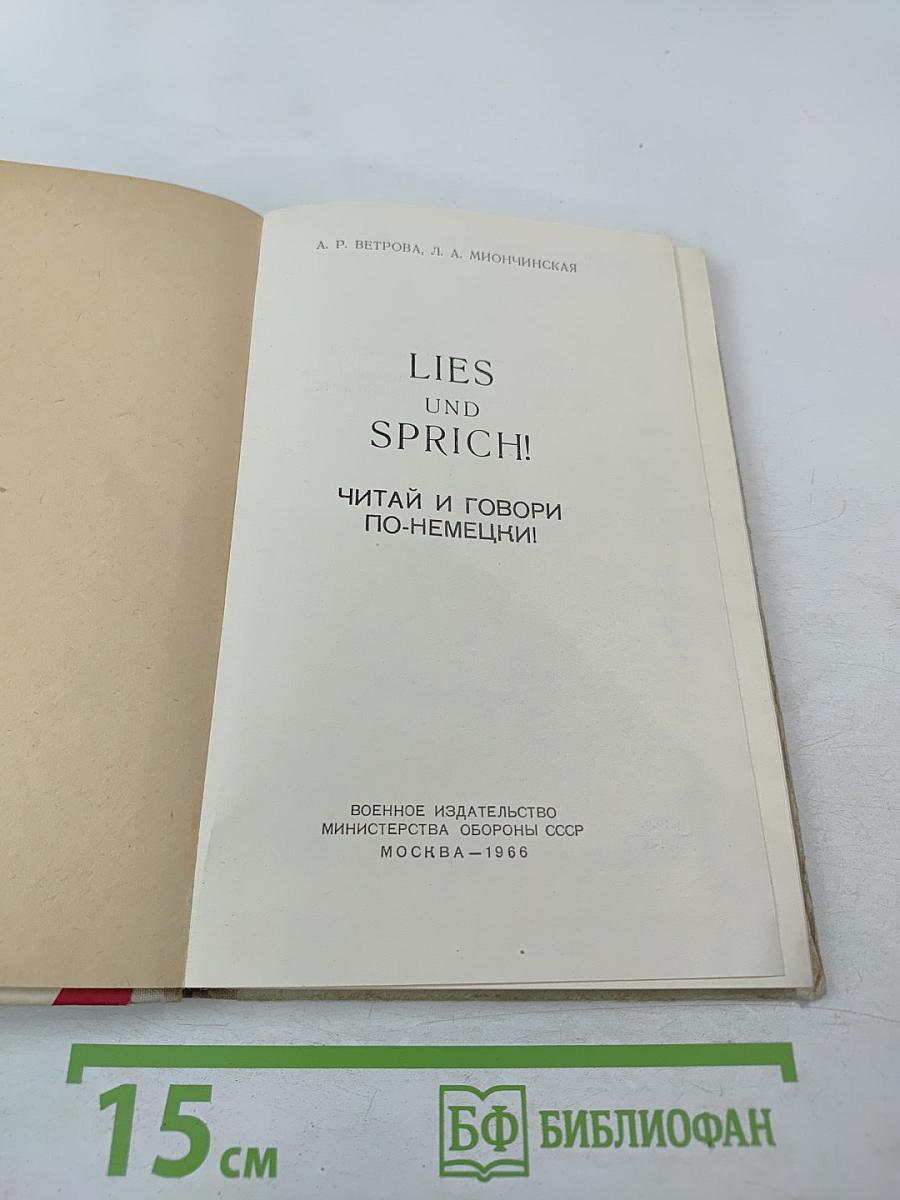 А. Р. ВЕТРОВА, Л. А. МИОНЧИНСКАЯ
LIES
UND
SPRICH!
ЧИТАЙ И ГОВОРИ
ПО-НЕМЕЦКИ!
ВОЕННОЕ ИЗДАТЕЛЬСТВО
МИНИСТЕРСТВА ОБОРОНЫ СССР
МОСКВА—1966
15 см
БФ БИБЛИОФАН